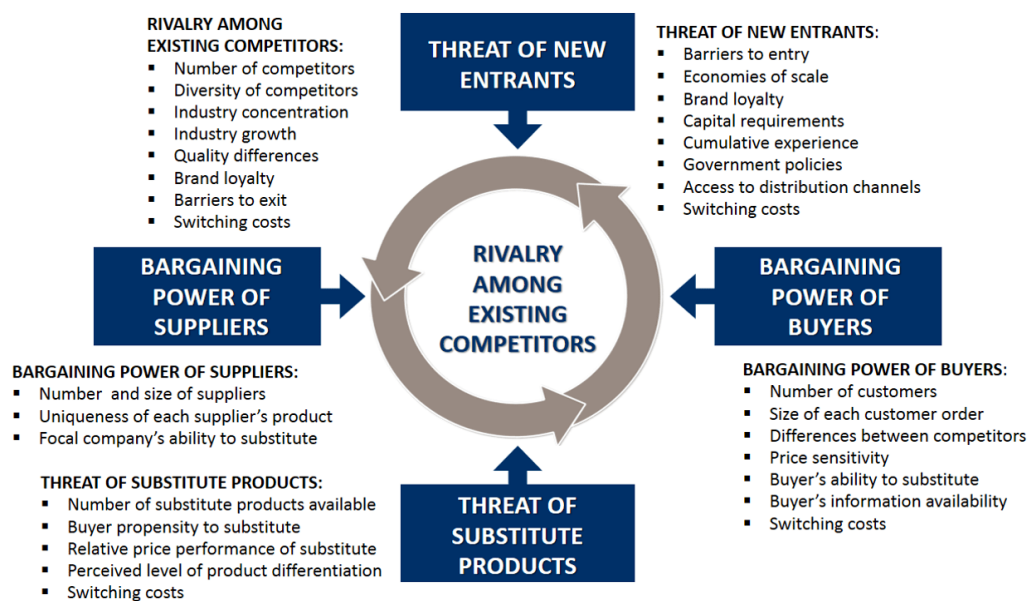 RIVALRY AMONG
EXISTING COMPETITORS:
▪ Number of competitors
▪ Diversity of competitors
▪ Industry concentration
▪ Industry growth
▪ Quality differences
▪ Brand loyalty
▪ Barriers to exit
▪ Switching costs
THREAT OF NEW
ENTRANTS
THREAT OF NEW ENTRANTS:
▪ Barriers to entry
▪ Economies of scale
▪ Brand loyalty
▪ Capital requirements
▪ Cumulative experience
▪ Government policies
▪ Access to distribution channels
▪ Switching costs
BARGAINING
POWER OF
SUPPLIERS
RIVALRY
AMONG
EXISTING
COMPETITORS
BARGAINING
POWER OF
BUYERS
BARGAINING POWER OF SUPPLIERS:
▪ Number and size of suppliers
▪ Uniqueness of each supplier’s product
▪ Focal company’s ability to substitute
BARGAINING POWER OF BUYERS:
▪ Number of customers
▪ Size of each customer order
▪ Differences between competitors
▪ Price sensitivity
▪ Buyer’s ability to substitute
▪ Buyer’s information availability
▪ Switching costs
THREAT OF SUBSTITUTE PRODUCTS:
▪ Number of substitute products available
▪ Buyer propensity to substitute
▪ Relative price performance of substitute
▪ Perceived level of product differentiation
▪ Switching costs
THREAT OF
SUBSTITUTE
PRODUCTS